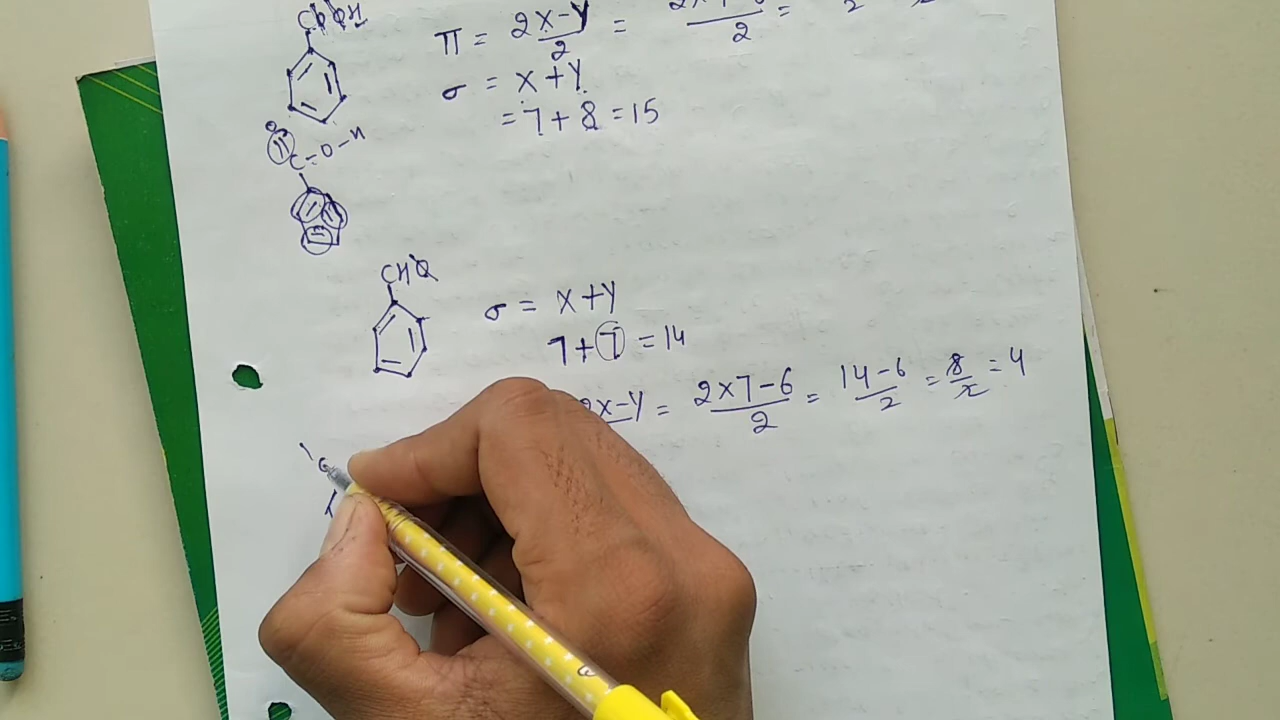 COOH
π = 2x-y/2 =
σ = x+y
= 7+8 = 15
O
C-O-H
CHO
σ = x+y
7+7 = 14
2x-y = 2×7-6/2 = 14-6/2 = 8/2 = 4